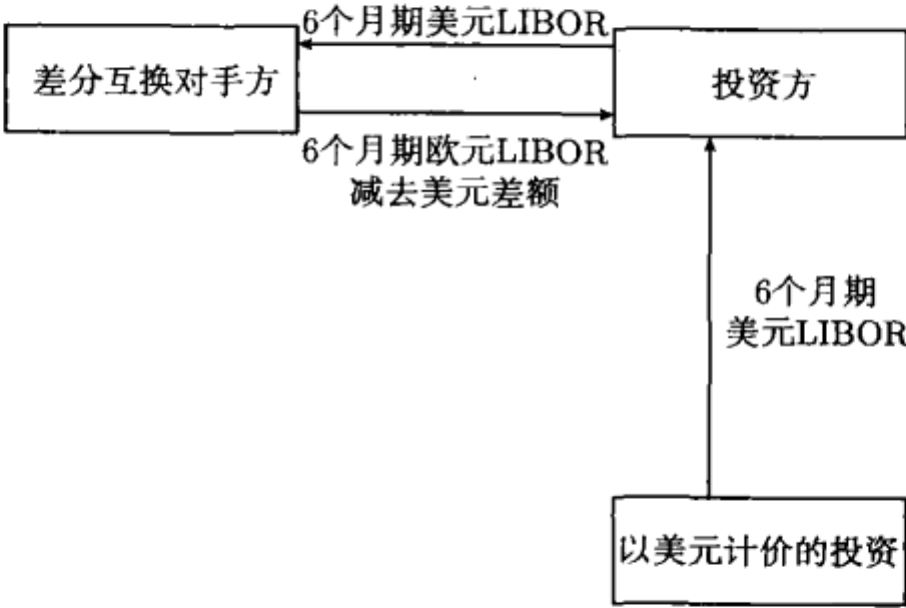 6个月期美元LIBOR
差分互换对手方
投资方
6个月期欧元LIBOR
减去美元差额
6个月期
美元LIBOR
以美元计价的投资